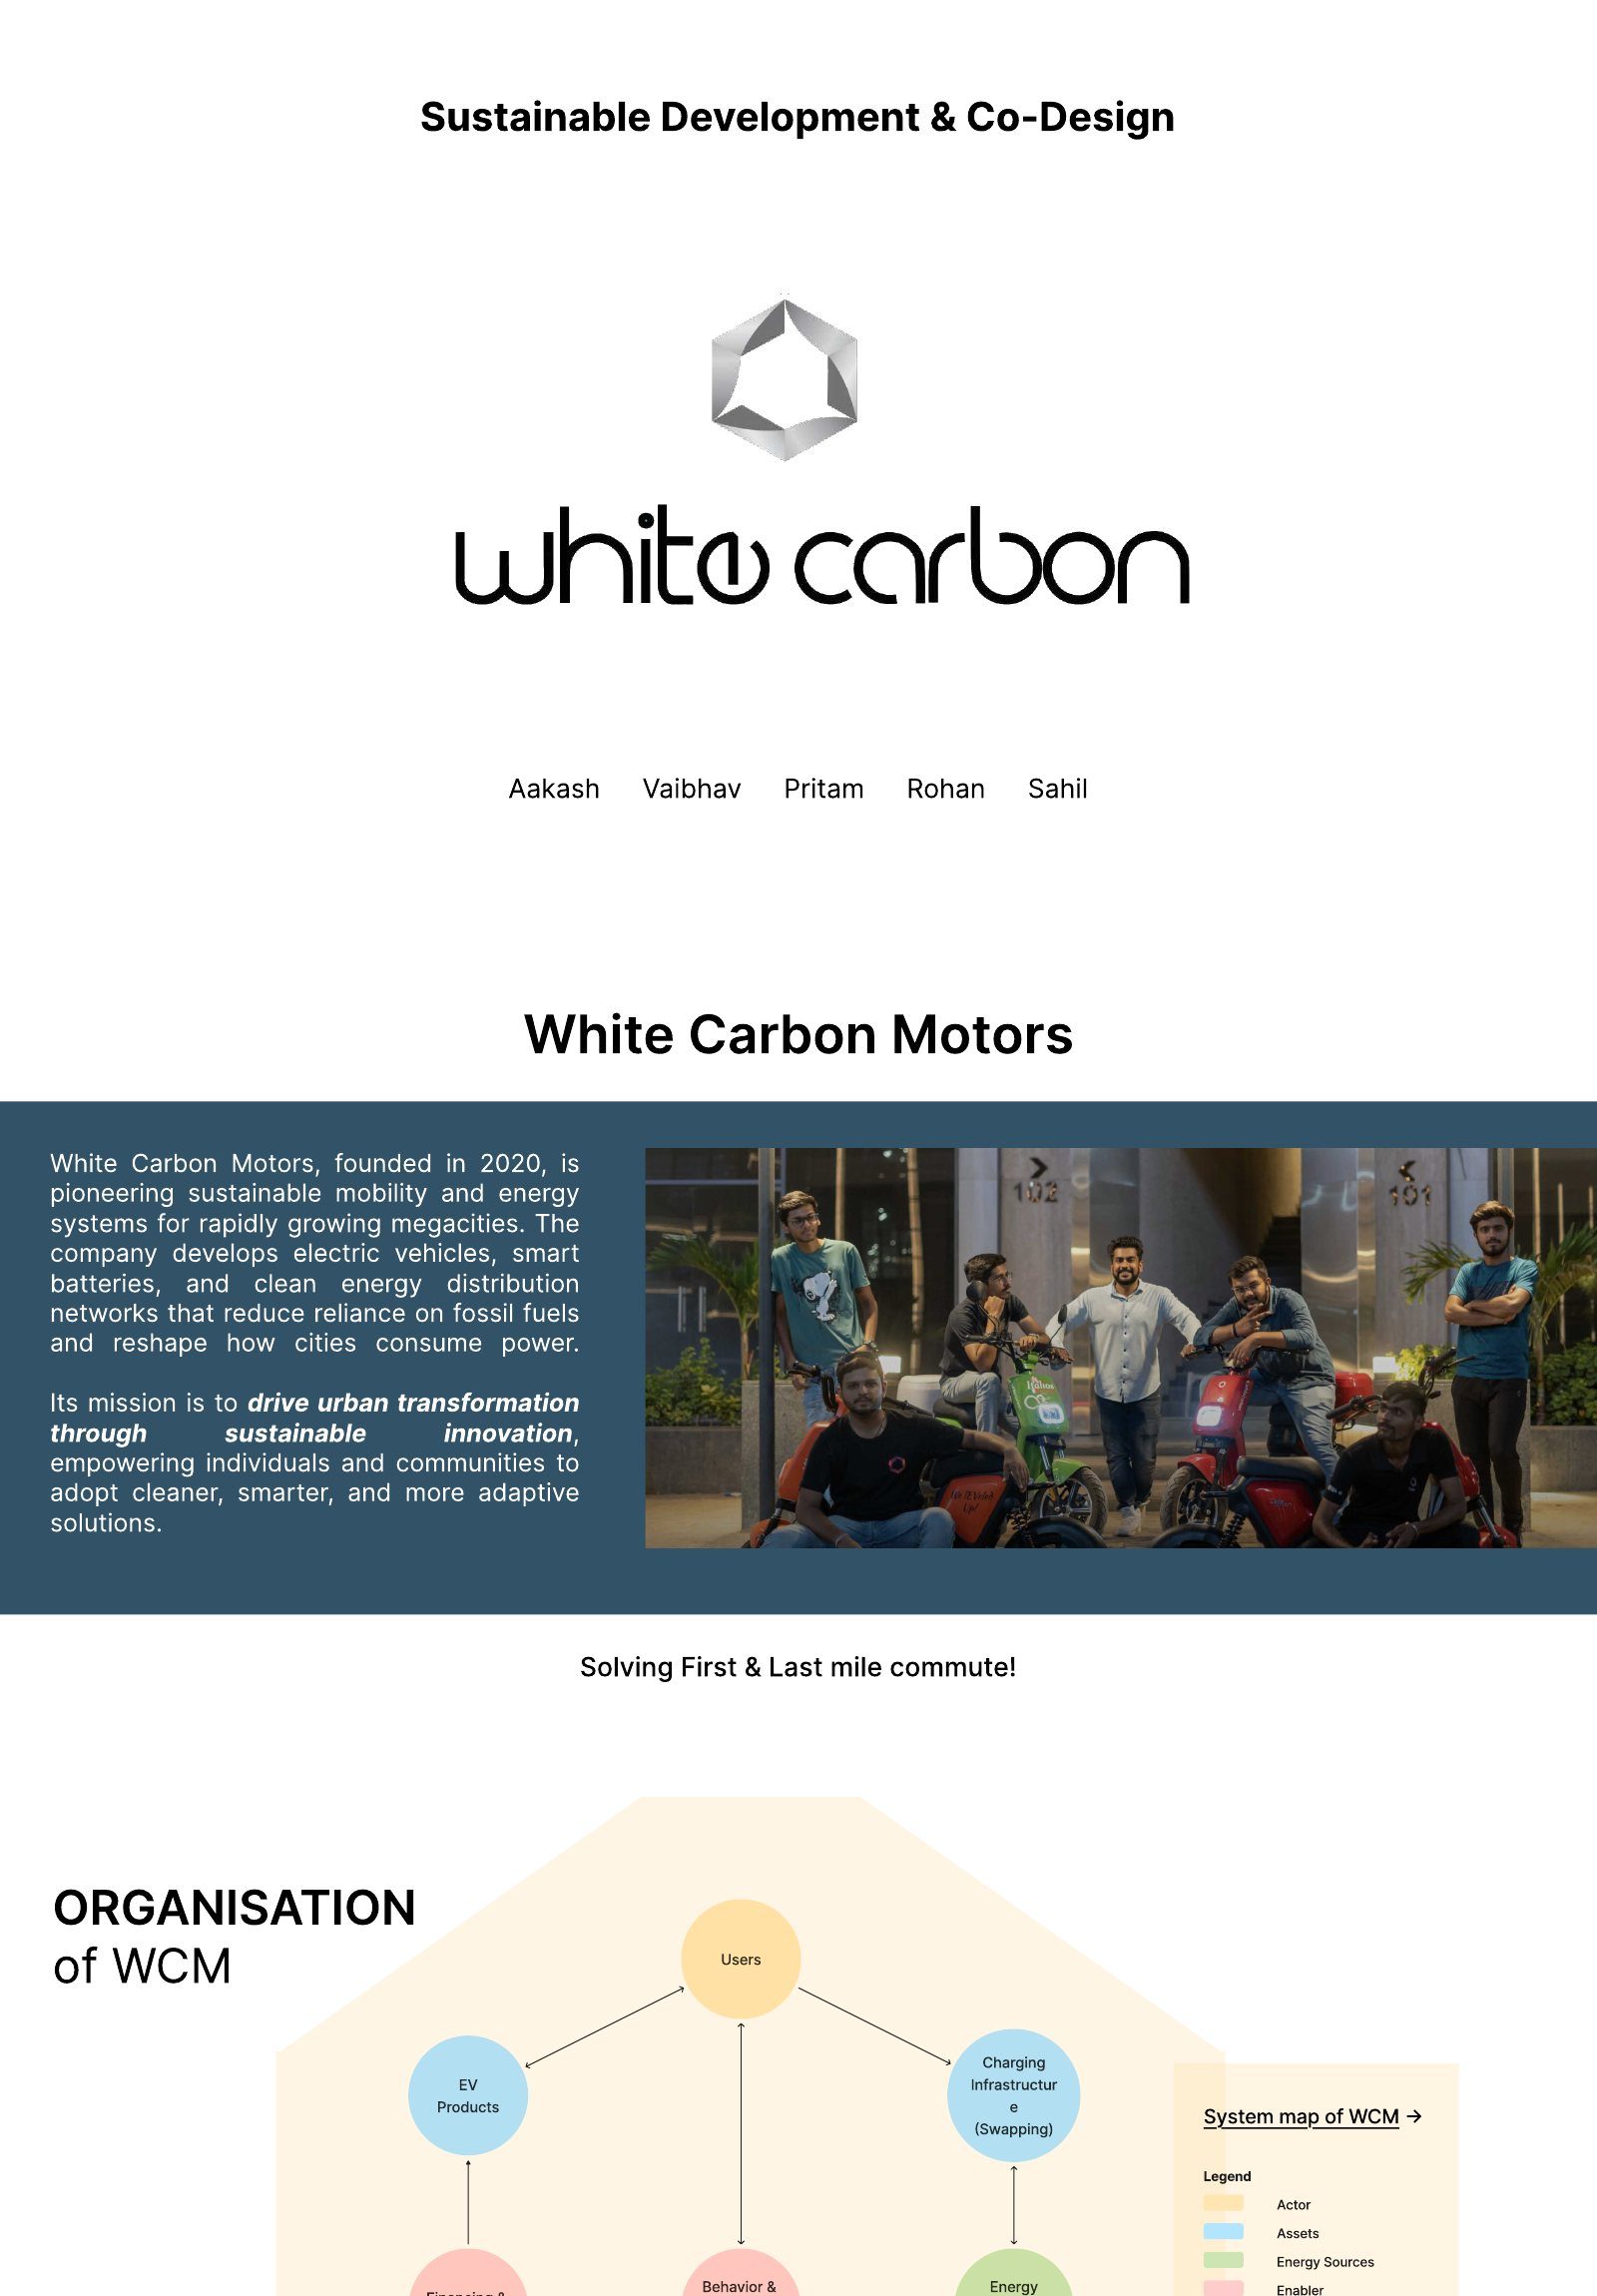 Sustainable Development & Co-Design
white carbon
Aakash Vaibhav Pritam Rohan Sahil
White Carbon Motors
White Carbon Motors, founded in 2020, is
pioneering sustainable mobility and energy
systems for rapidly growing megacities. The
company develops electric vehicles, smart
batteries, and clean energy distribution
networks that reduce reliance on fossil fuels
and reshape how cities consume power.
Its mission is to drive urban transformation
through sustainable innovation,
empowering individuals and communities to
adopt cleaner, smarter, and more adaptive
solutions.
102
101
Solving First & Last mile commute!
ORGANISATION
of WCM
Users
EV
Products
Charging
Infrastructur
e
(Swapping)
System map of WCM →
Legend
Actor
Assets
Energy Sources
Enabler
Financing &
Behavior &
Energy